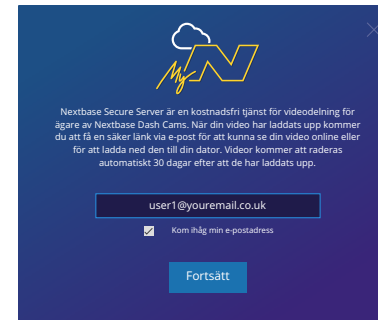 My N
Nextbase Secure Server är en kostnadsfri tjänst för videodelning för
ägare av Nextbase Dash Cams. När din video har laddats upp kommer
du att få en säker länk via e-post för att kunna se din video online eller
för att ladda ned den till din dator. Videor kommer att raderas
automatiskt 30 dagar efter att de har laddats upp.
user1@youremail.co.uk
Kom ihåg min e-postadress
Fortsätt